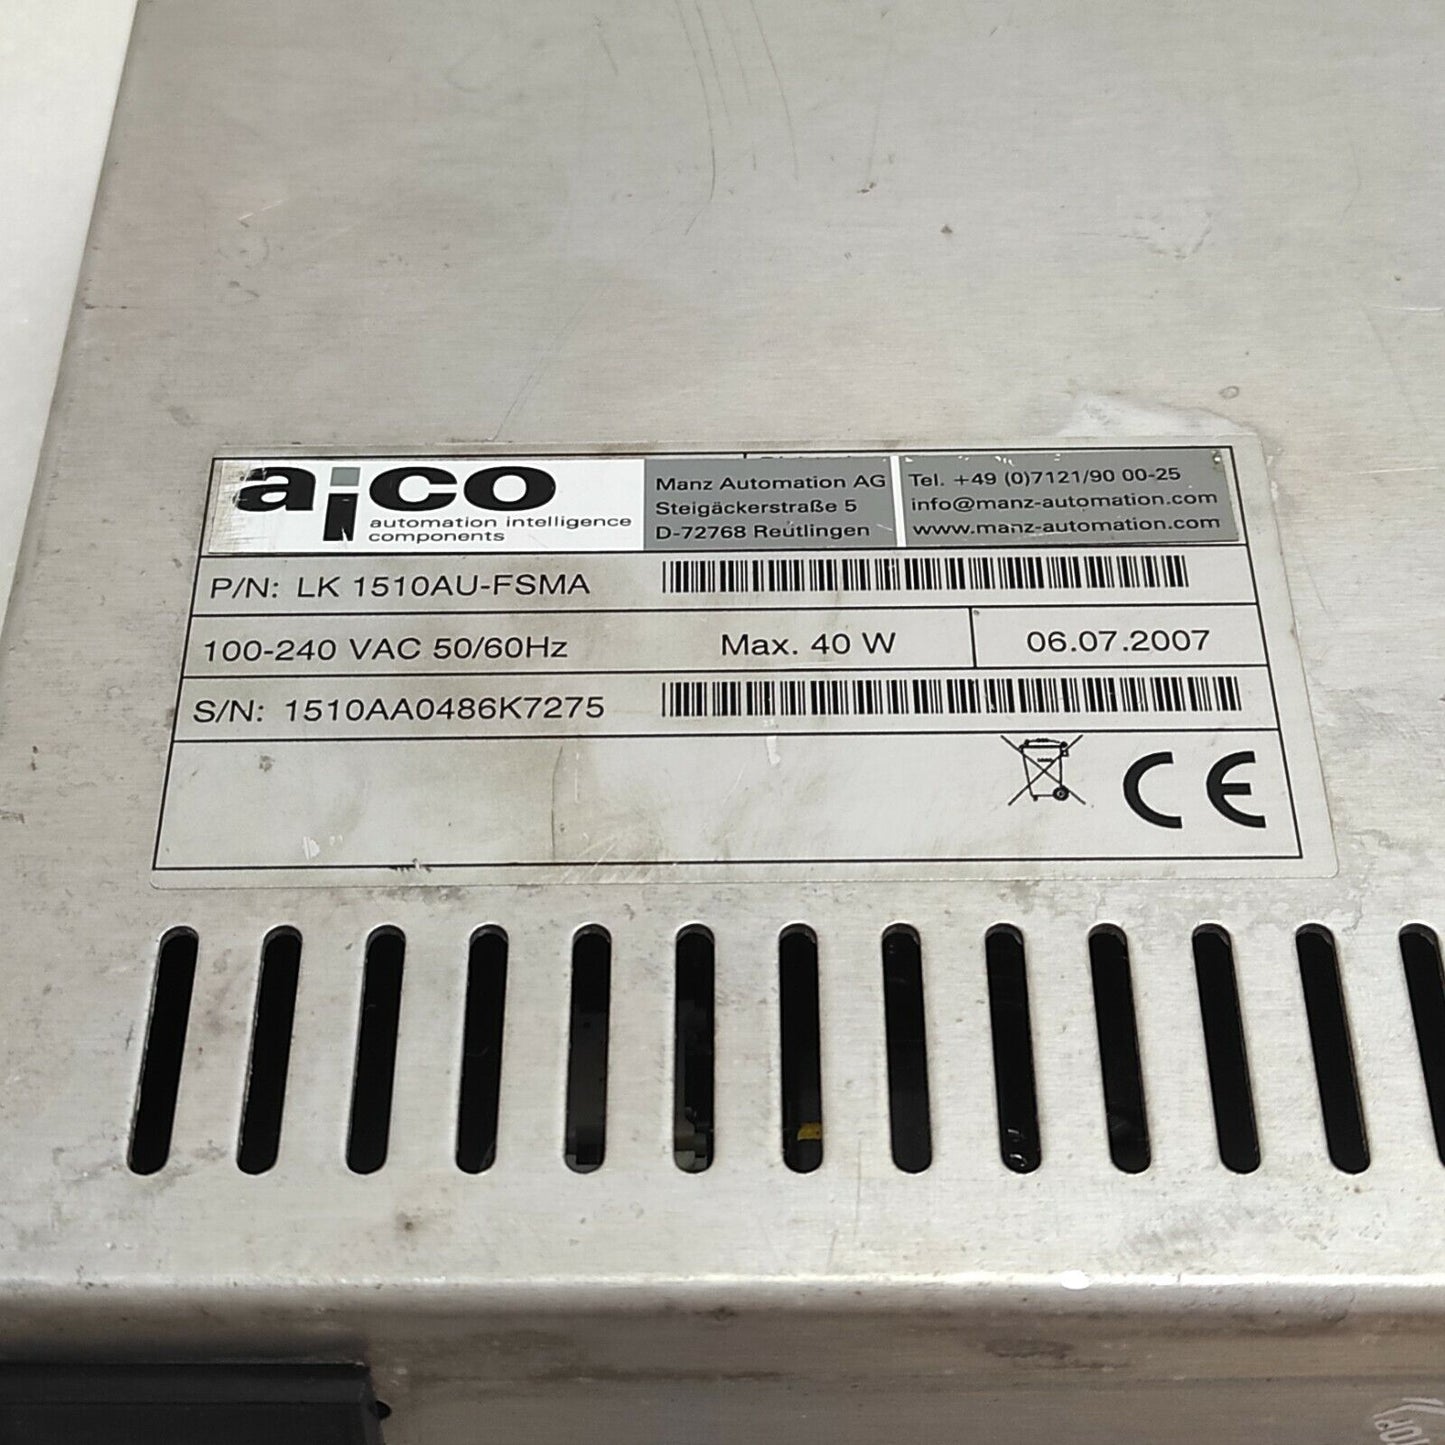 aico
automation intelligence
components
Manz Automation AG
Steigäckerstraße 5
D-72768 Reutlingen
Tel. +49 (0)7121/90 00-25
info@manz-automation.com
www.manz-automation.com
P/N: LK 1510AU-FSMA
100-240 VAC 50/60Hz
Max. 40 W
06.07.2007
S/N: 1510AA0486K7275
CE
TOP